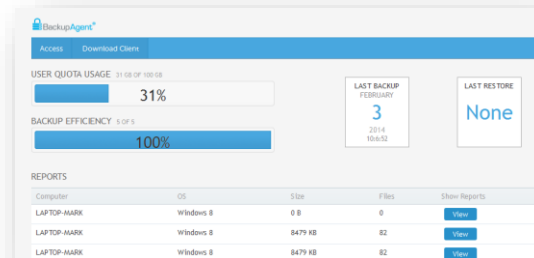 BackupAgent
Access Download Client
USER QUOTA USAGE 31 GB OF 100 GB
31%
BACKUP EFFICIENCY 5 OF 5
100%
LAST BACKUP
FEBRUARY
3
2014
10:6:52
LAST RESTORE
None
REPORTS
Computer OS Size Files Show Reports
LAPTOP-MARK Windows 8 0 B 0 View
LAPTOP-MARK Windows 8 8479 KB 82 View
LAPTOP-MARK Windows 8 8479 KB 82 View